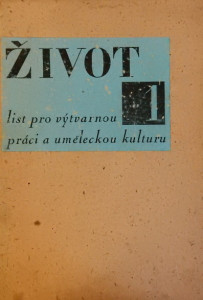 ŽIVOT
1
list pro výtvarnou
práci a uměleckou kulturu